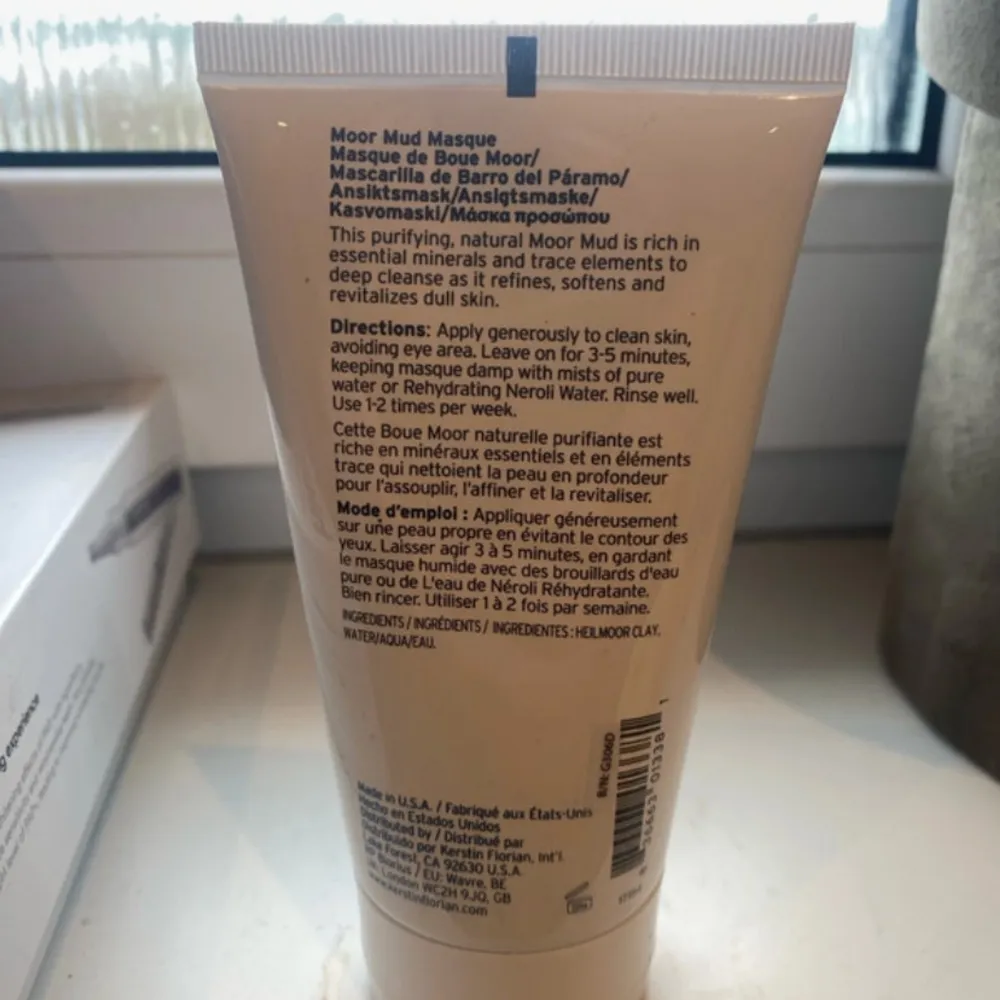 Moor Mud Masque
Masque de Boue Moor/
Mascarilla de Barro del Páramo/
Ansiktsmask/Ansigtsmaske/
Kasvomaski/Μάσκα προσώπου
This purifying, natural Moor Mud is rich in
essential minerals and trace elements to
deep cleanse as it refines, softens and
revitalizes dull skin.
Directions: Apply generously to clean skin,
avoiding eye area. Leave on for 3-5 minutes,
keeping masque damp with mists of pure
water or Rehydrating Neroli Water. Rinse well.
Use 1-2 times per week.
Cette Boue Moor naturelle purifiante est
riche en minéraux essentiels et en éléments
trace qui nettoient la peau en profondeur
pour l'assouplir, l'affiner et la revitaliser.
Mode d'emploi : Appliquer généreusement
sur une peau propre en évitant le contour des
yeux. Laisser agir 3 à 5 minutes, en gardant
le masque humide avec des brouillards d'eau
pure ou de L'eau de Néroli Réhydratante.
Bien rincer. Utiliser 1 à 2 fois par semaine.
INGREDIENTS / INGRÉDIENTS / INGREDIENTES : HEILMOOR CLAY,
WATER/AQUA/EAU.
Made in U.S.A. / Fabriqué aux États-Unis
Hecho en Estados Unidos
Distributed by / Distribué par
Distribuido por Kerstin Florian, Int'l.
Lake Forest, CA 92630 U.S.A.
/ EU: Wavre, BE
London WC2H 9JQ, GB
www.kerstinflorian.com
B/N: G306D
01338 1
experience